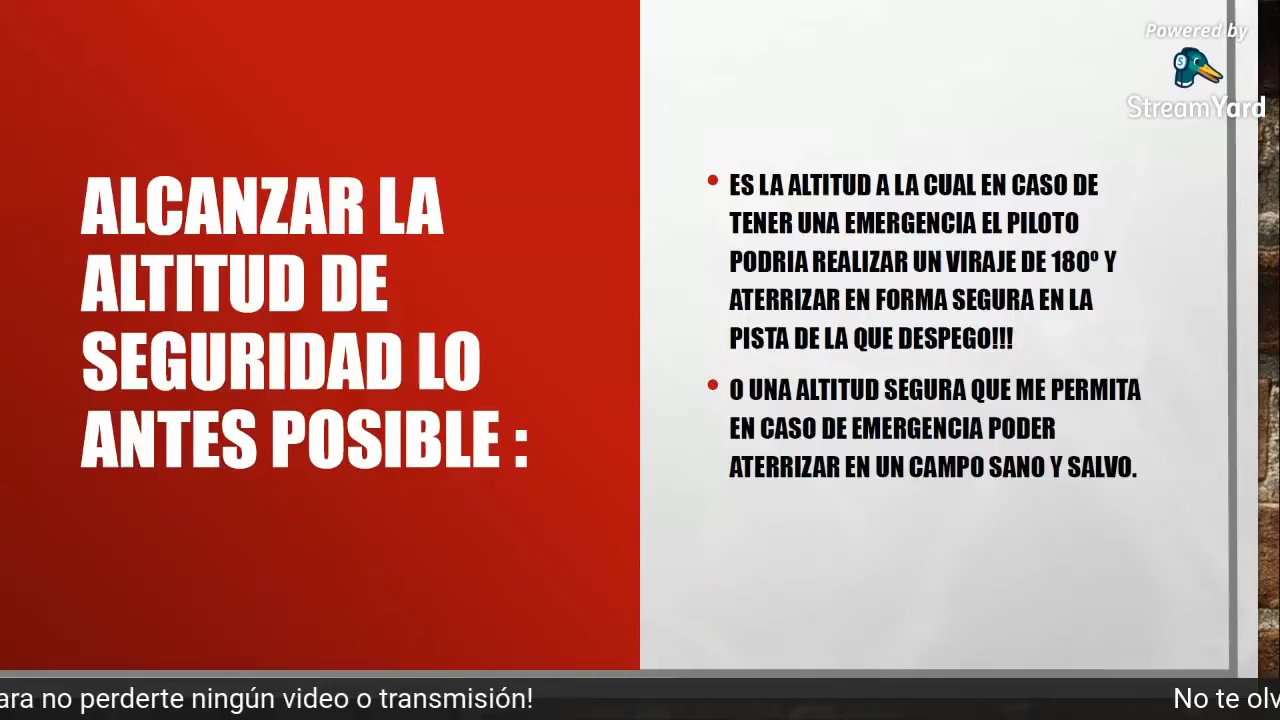 Powered by
StreamYard
ALCANZAR LA
ALTITUD DE
SEGURIDAD LO
ANTES POSIBLE :
• ES LA ALTITUD A LA CUAL EN CASO DE
TENER UNA EMERGENCIA EL PILOTO
PODRIA REALIZAR UN VIRAJE DE 180º Y
ATERRIZAR EN FORMA SEGURA EN LA
PISTA DE LA QUE DESPEGO!!!
• O UNA ALTITUD SEGURA QUE ME PERMITA
EN CASO DE EMERGENCIA PODER
ATERRIZAR EN UN CAMPO SANO Y SALVO.
ara no perderte ningún video o transmisión! No te olv